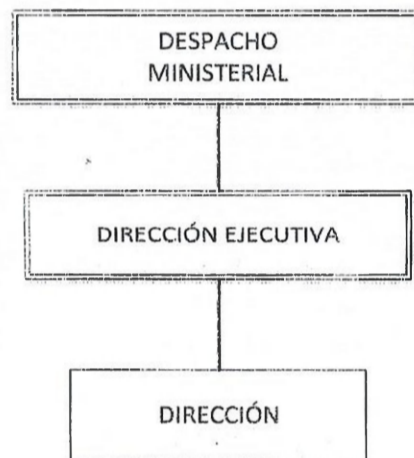 DESPACHO
MINISTERIAL
DIRECCIÓN EJECUTIVA
DIRECCIÓN